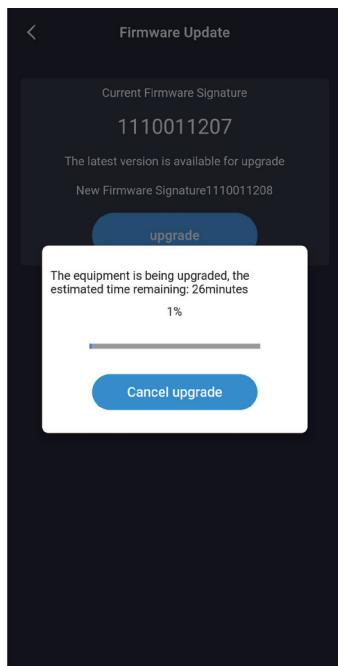 Firmware Update
Current Firmware Signature
1110011207
The latest version is available for upgrade
New Firmware Signature1110011208
upgrade
The equipment is being upgraded, the
estimated time remaining: 26minutes
1%
Cancel upgrade